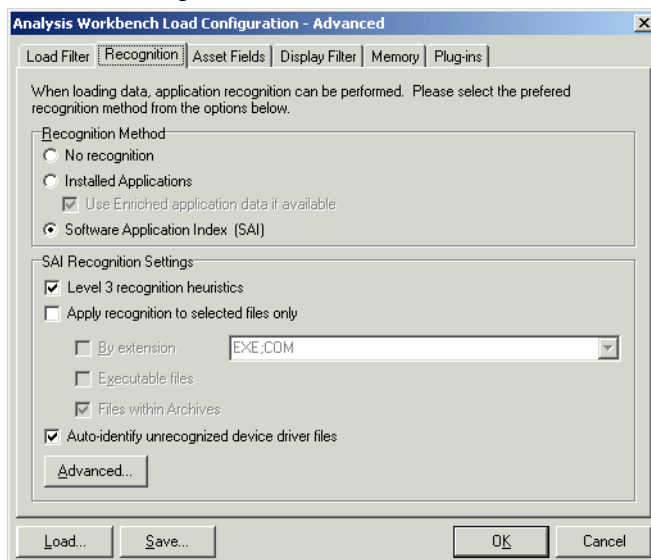 Analysis Workbench Load Configuration - Advanced
Load Filter Recognition Asset Fields Display Filter Memory Plug-ins
When loading data, application recognition can be performed. Please select the prefered
recognition method from the options below.
Recognition Method
No recognition
Installed Applications
Use Enriched application data if available
Software Application Index (SAI)
SAI Recognition Settings
Level 3 recognition heuristics
Apply recognition to selected files only
By extension EXE;COM
Executable files
Files within Archives
Auto-identify unrecognized device driver files
Advanced...
Load... Save... OK Cancel